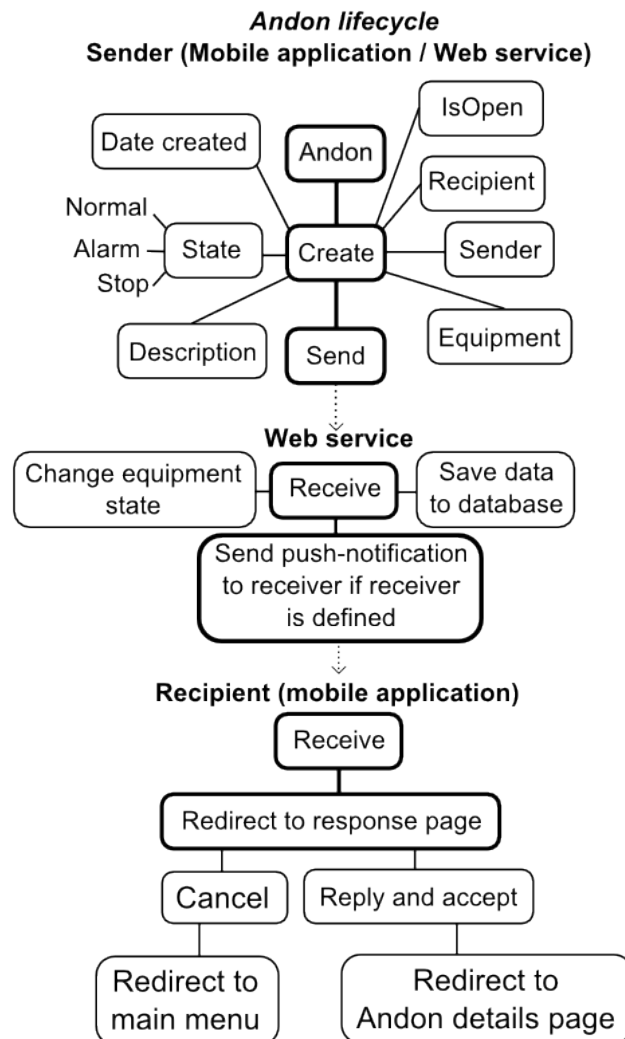 Andon lifecycle
Sender (Mobile application / Web service)
IsOpen
Date created
Andon
Recipient
Normal
Alarm
Stop
State
Create
Sender
Description
Send
Equipment
Web service
Change equipment
state
Receive
Save data
to database
Send push-notification
to receiver if receiver
is defined
Recipient (mobile application)
Receive
Redirect to response page
Cancel
Reply and accept
Redirect to
main menu
Redirect to
Andon details page